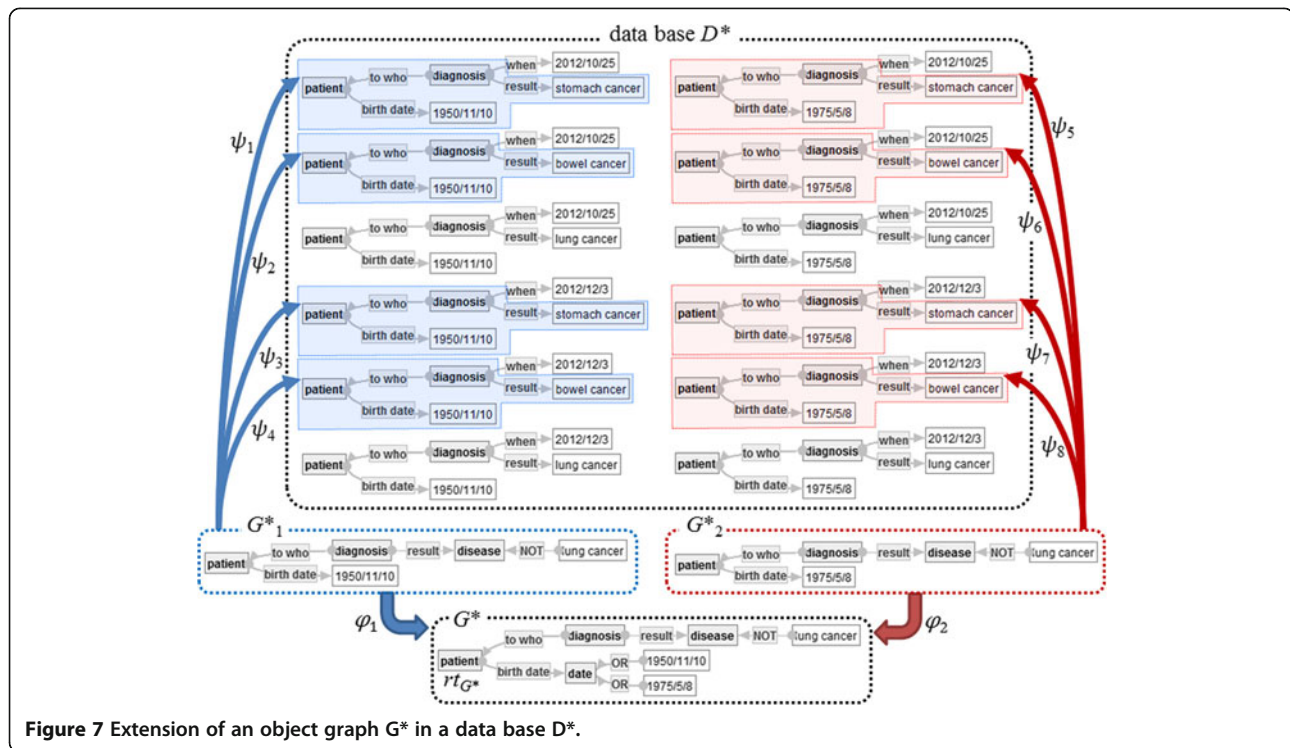 data base D*
when 2012/10/25
to who diagnosis
patient result stomach cancer
birth date 1950/11/10
when 2012/10/25
to who diagnosis
patient result bowel cancer
birth date 1950/11/10
when 2012/10/25
to who diagnosis
patient result lung cancer
birth date 1950/11/10
when 2012/12/3
to who diagnosis
patient result stomach cancer
birth date 1950/11/10
when 2012/12/3
to who diagnosis
patient result bowel cancer
birth date 1950/11/10
when 2012/12/3
to who diagnosis
patient result lung cancer
birth date 1950/11/10
when 2012/10/25
to who diagnosis
patient result stomach cancer
birth date 1975/5/8
when 2012/10/25
to who diagnosis
patient result bowel cancer
birth date 1975/5/8
when 2012/10/25
to who diagnosis
patient result lung cancer
birth date 1975/5/8
when 2012/12/3
to who diagnosis
patient result stomach cancer
birth date 1975/5/8
when 2012/12/3
to who diagnosis
patient result bowel cancer
birth date 1975/5/8
when 2012/12/3
to who diagnosis
patient result lung cancer
birth date 1975/5/8
ψ1
ψ2
ψ3
ψ4
ψ5
ψ6
ψ7
ψ8
G*1
to who diagnosis result disease NOT lung cancer
patient
birth date 1950/11/10
G*2
to who diagnosis result disease NOT lung cancer
patient
birth date 1975/5/8
φ1
φ2
G*
to who diagnosis result disease NOT lung cancer
patient
birth date date OR 1950/11/10
OR 1975/5/8
rtG*
Figure 7 Extension of an object graph G* in a data base D*.